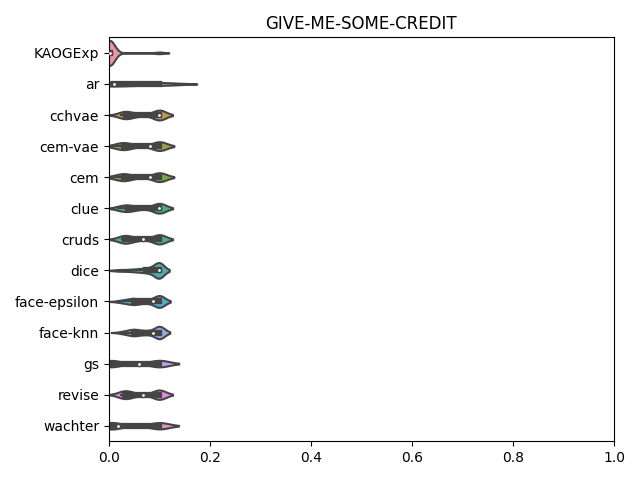 GIVE-ME-SOME-CREDIT
KAOGExp
ar
cchvae
cem-vae
cem
clue
cruds
dice
face-epsilon
face-knn
gs
revise
wachter
0.0 0.2 0.4 0.6 0.8 1.0